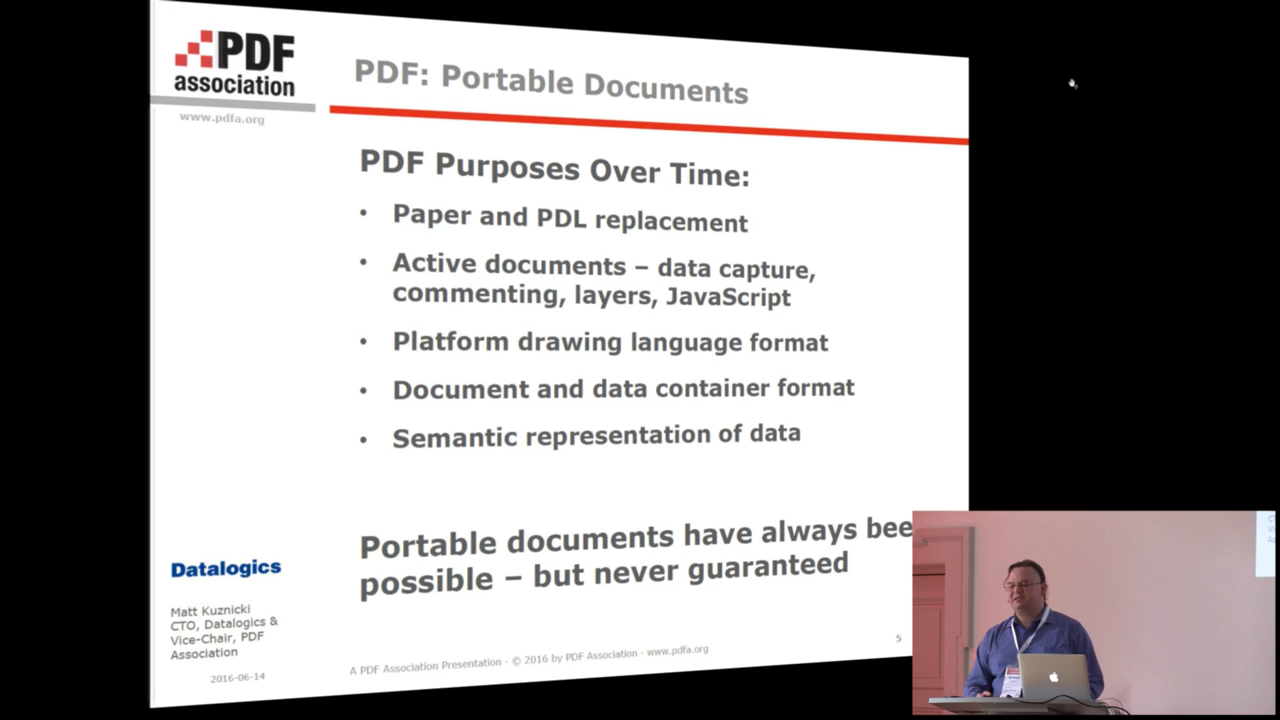 PDF
association
www.pdfa.org
PDF: Portable Documents
PDF Purposes Over Time:
• Paper and PDL replacement
• Active documents – data capture,
commenting, layers, JavaScript
• Platform drawing language format
• Document and data container format
• Semantic representation of data
Portable documents have always bee
possible – but never guaranteed
Datalogics
Matt Kuznicki
CTO, Datalogics &
Vice-Chair, PDF
Association
2016-06-14
A PDF Association Presentation · © 2016 by PDF Association · www.pdfa.org
5